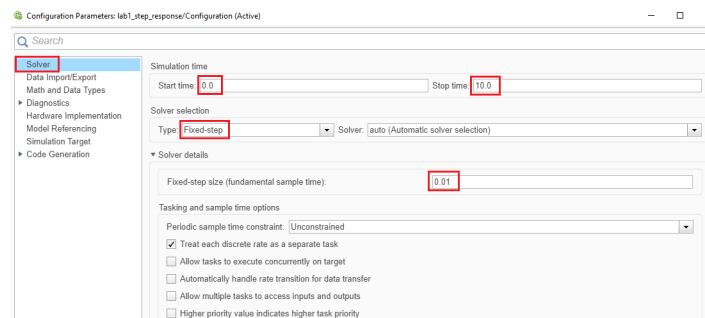 Configuration Parameters: lab1_step_response/Configuration (Active)
Search
Solver
Data Import/Export
Math and Data Types
Diagnostics
Hardware Implementation
Model Referencing
Simulation Target
Code Generation
Simulation time
Start time: 0.0 Stop time: 10.0
Solver selection
Type: Fixed-step Solver: auto (Automatic solver selection)
Solver details
Fixed-step size (fundamental sample time): 0.01
Tasking and sample time options
Periodic sample time constraint: Unconstrained
Treat each discrete rate as a separate task
Allow tasks to execute concurrently on target
Automatically handle rate transition for data transfer
Allow multiple tasks to access inputs and outputs
Higher priority value indicates higher task priority